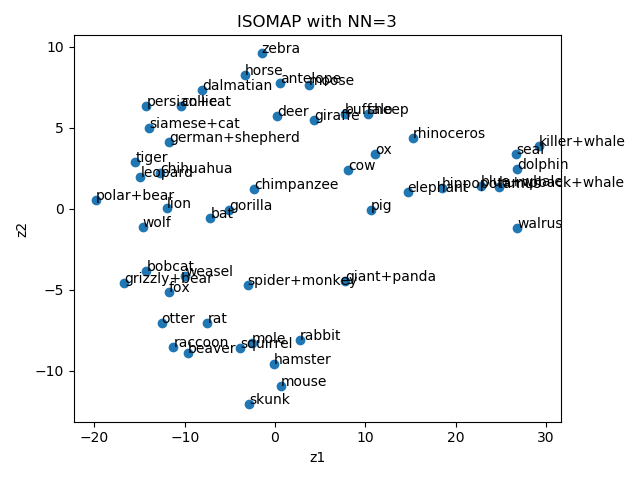 ISOMAP with NN=3
z2
10
5
0
−5
−10
zebra
horse
antelope
moose
dalmatian
persian+cat
collie
deer
giraffe
buffalo
sheep
siamese+cat
german+shepherd
rhinoceros
killer+whale
tiger
chihuahua
leopard
ox
seal
dolphin
cow
polar+bear
lion
chimpanzee
elephant
hippopotamus
blue+whale
humpback+whale
wolf
bat
gorilla
pig
walrus
bobcat
weasel
grizzly+bear
fox
spider+monkey
giant+panda
otter
rat
raccoon
beaver
squirrel
mole
rabbit
hamster
mouse
skunk
−20
−10
0
10
20
30
z1